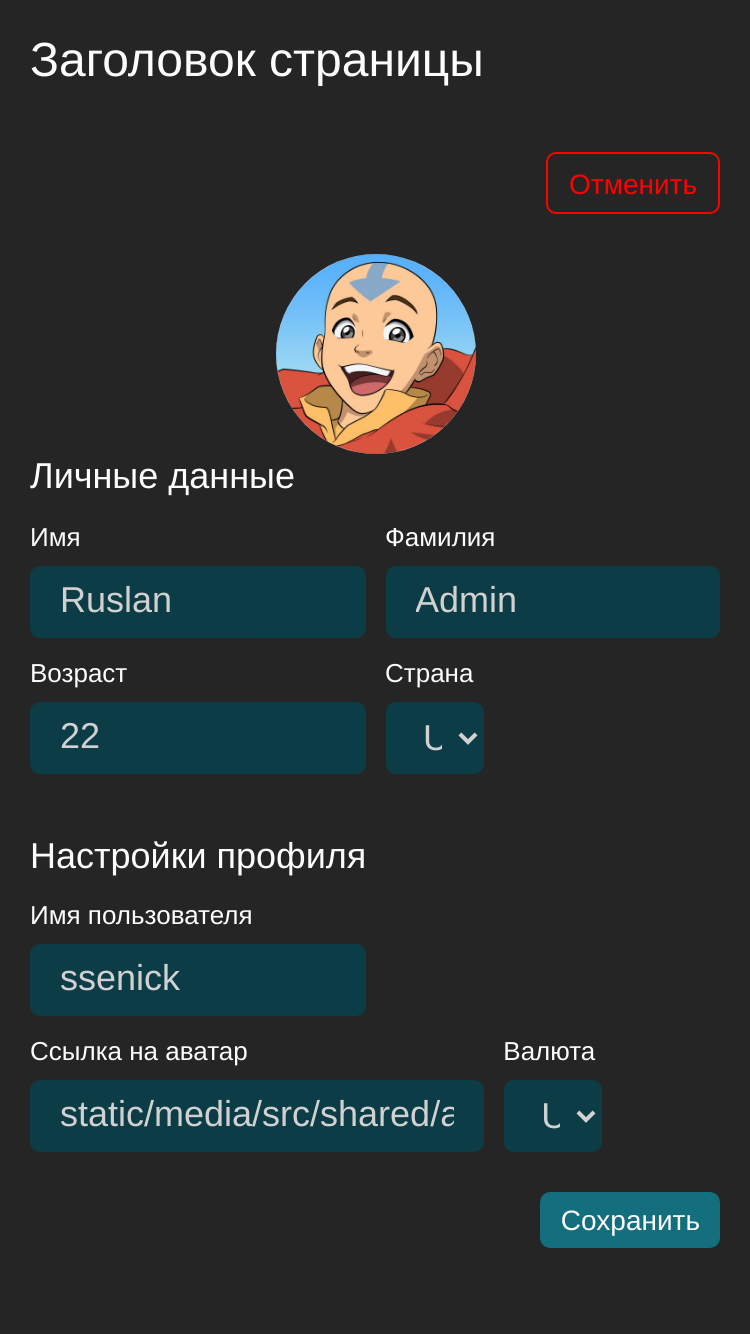 Заголовок страницы
Отменить
Личные данные
Имя Фамилия
Ruslan Admin
Возраст Страна
22
Настройки профиля
Имя пользователя
ssenick
Ссылка на аватар Валюта
static/media/src/shared/a
Сохранить